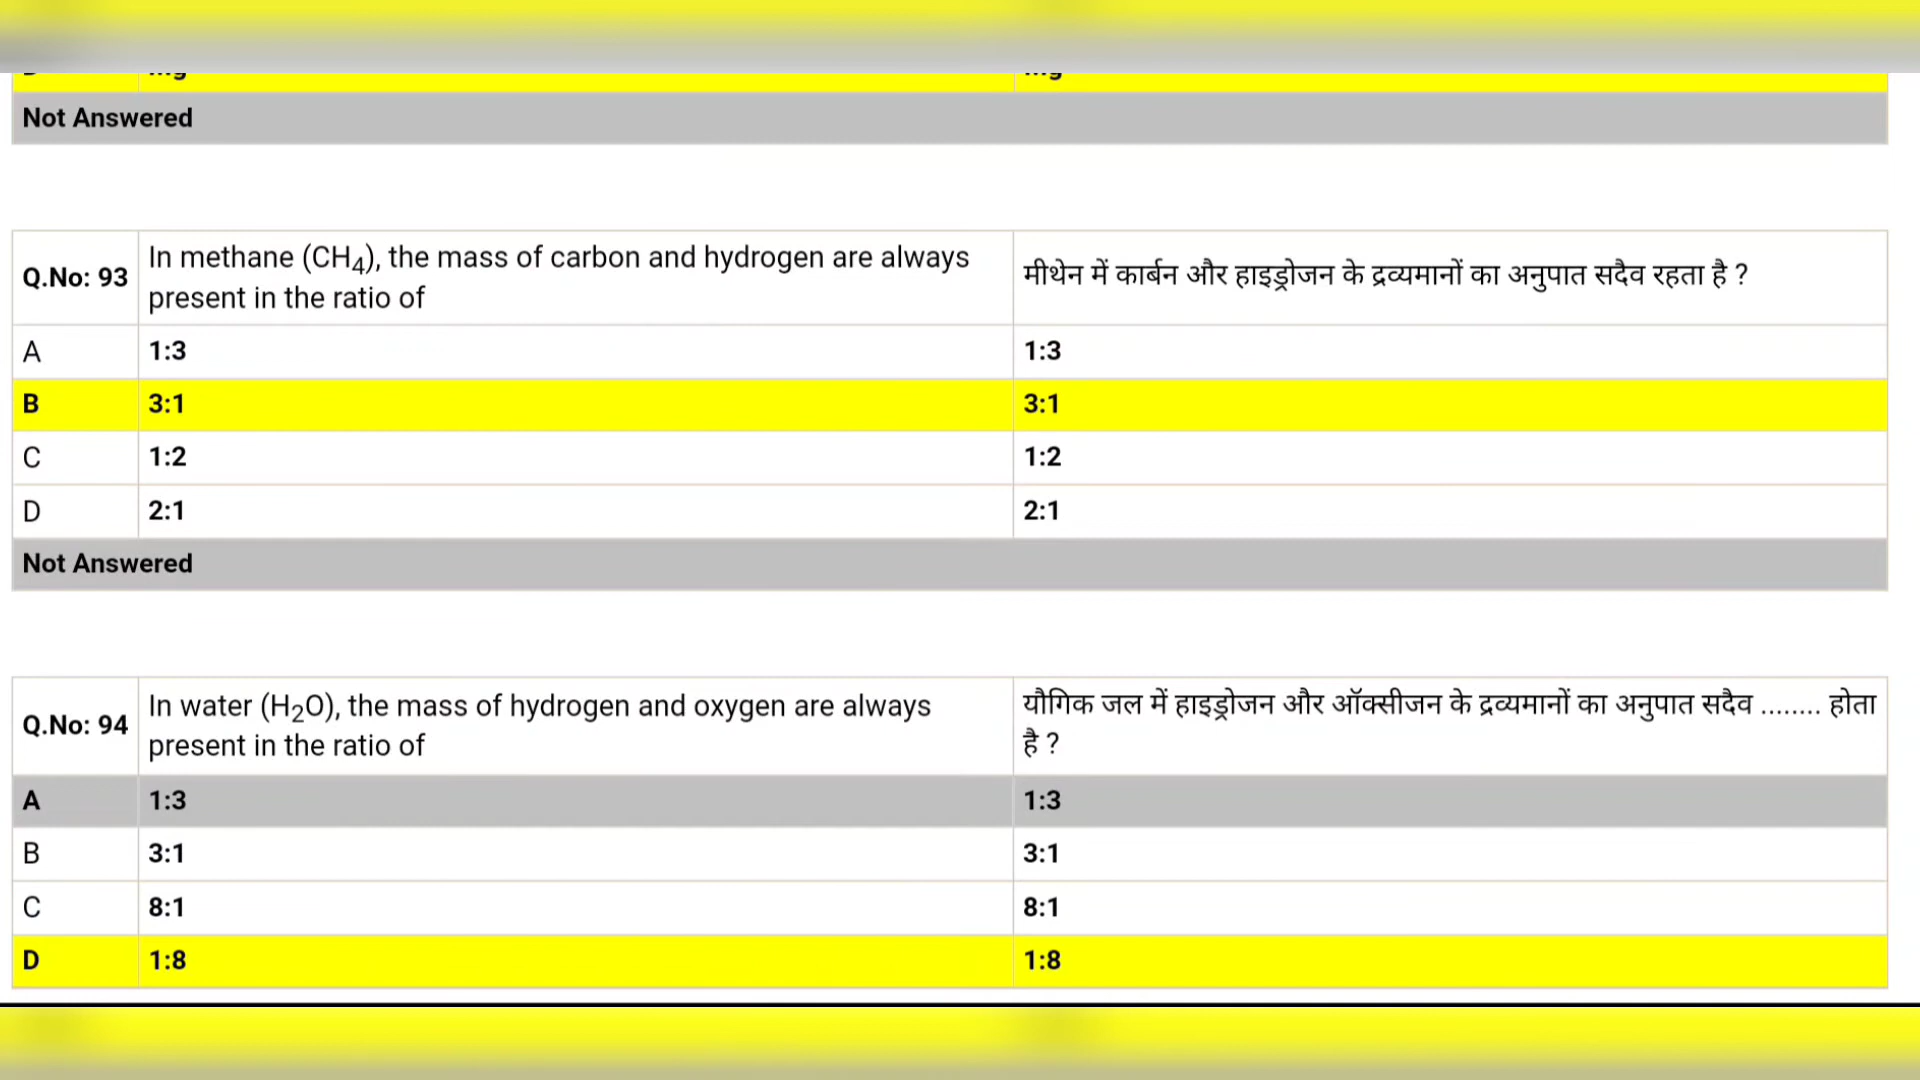 Not Answered
Q.No: 93
In methane (CH4), the mass of carbon and hydrogen are always
present in the ratio of
मीथेन में कार्बन और हाइड्रोजन के द्रव्यमानों का अनुपात सदैव रहता है ?
A 1:3 1:3
B 3:1 3:1
C 1:2 1:2
D 2:1 2:1
Not Answered
Q.No: 94
In water (H2O), the mass of hydrogen and oxygen are always
present in the ratio of
यौगिक जल में हाइड्रोजन और ऑक्सीजन के द्रव्यमानों का अनुपात सदैव ........ होता
है ?
A 1:3 1:3
B 3:1 3:1
C 8:1 8:1
D 1:8 1:8